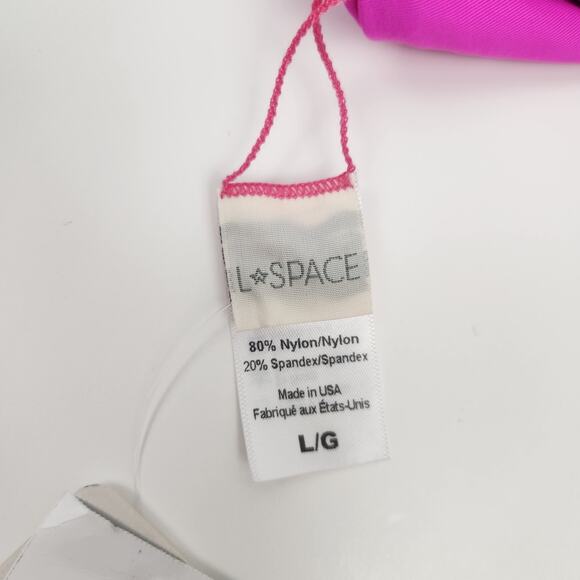 L☆SPACE
80% Nylon/Nylon
20% Spandex/Spandex
Made in USA
Fabriqué aux États-Unis
L/G